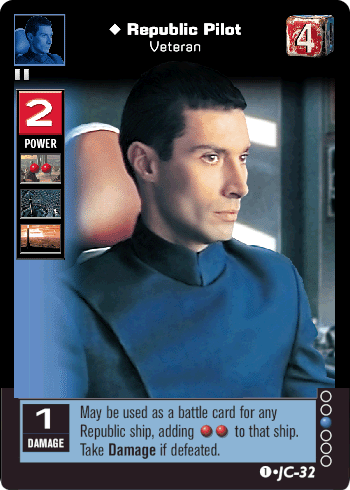 ◆ Republic Pilot
Veteran
4
2
POWER
1
DAMAGE
May be used as a battle card for any
Republic ship, adding 🔴🔴 to that ship.
Take Damage if defeated.
1•JC-32